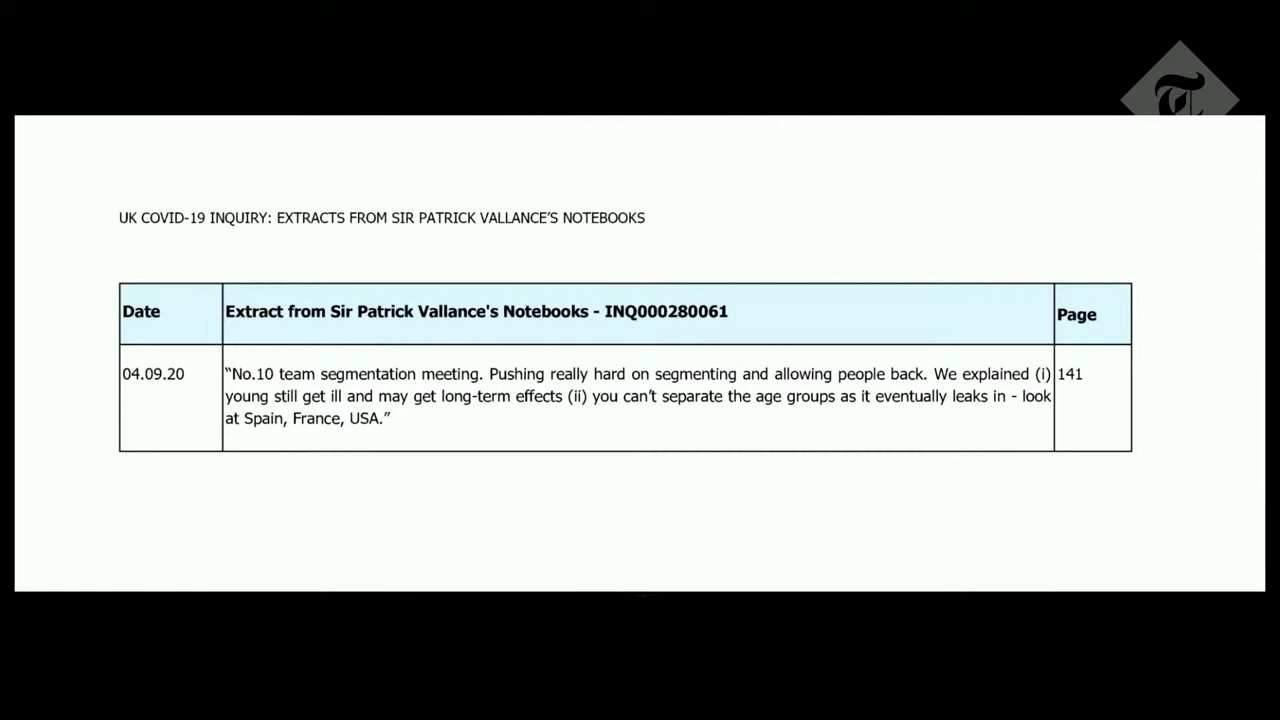 UK COVID-19 INQUIRY: EXTRACTS FROM SIR PATRICK VALLANCE'S NOTEBOOKS
Date
Extract from Sir Patrick Vallance's Notebooks - INQ000280061
Page
04.09.20
“No.10 team segmentation meeting. Pushing really hard on segmenting and allowing people back. We explained (i)
young still get ill and may get long-term effects (ii) you can’t separate the age groups as it eventually leaks in - look
at Spain, France, USA.”
141